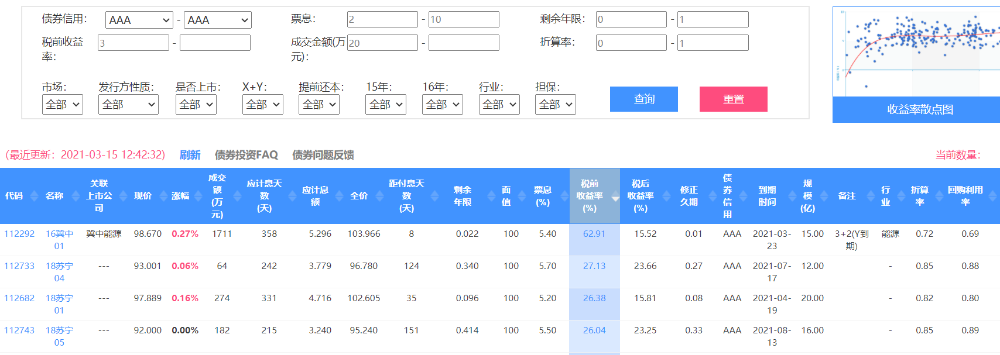 债券信用： AAA - AAA 票息： 2 - 10 剩余年限： 0 - 1
税前收益率： 3 - 成交金额(万元)： 20 - 折算率： 0 - 1
市场： 发行方性质： 是否上市： X+Y： 提前还本： 15年： 16年： 行业： 担保：
全部 全部 全部 全部 全部 全部 全部 全部 全部 查询 重置
收益率散点图
(最近更新：2021-03-15 12:42:32) 刷新 债券投资FAQ 债券问题反馈 当前数量：
代码 名称 关联上市公司 现价 涨幅 成交额(万元) 应计息天数(天) 应计息额 全价 距付息天数(天) 剩余年限 面值 票息(%) 税前收益率(%) 税后收益率(%) 修正久期 债券信用 到期时间 规模(亿) 备注 行业 折算率 回购利用率
112292 16冀中01 冀中能源 98.670 0.27% 1711 358 5.296 103.966 8 0.022 100 5.40 62.91 15.52 0.01 AAA 2021-03-23 15.00 3+2(Y到期) 能源 0.72 0.69
112733 18苏宁04 --- 93.001 0.06% 64 242 3.779 96.780 124 0.340 100 5.70 27.13 23.66 0.27 AAA 2021-07-17 12.00 - 0.85 0.88
112682 18苏宁01 --- 97.889 0.16% 274 331 4.716 102.605 35 0.096 100 5.20 26.38 15.81 0.08 AAA 2021-04-19 20.00 - 0.82 0.80
112743 18苏宁05 --- 92.000 0.00% 182 215 3.240 95.240 151 0.414 100 5.50 26.04 23.25 0.33 AAA 2021-08-13 16.00 - 0.85 0.89